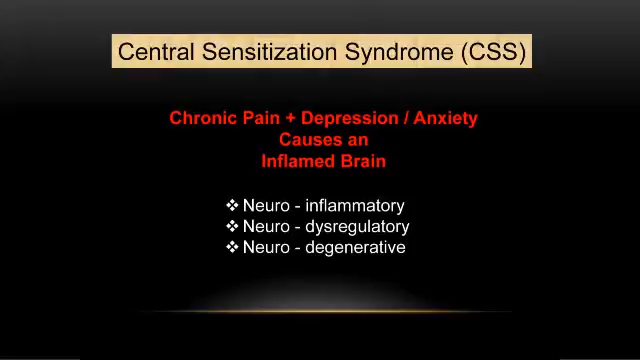 Central Sensitization Syndrome (CSS)
Chronic Pain + Depression / Anxiety
Causes an
Inflamed Brain
❖ Neuro - inflammatory
❖ Neuro - dysregulatory
❖ Neuro - degenerative